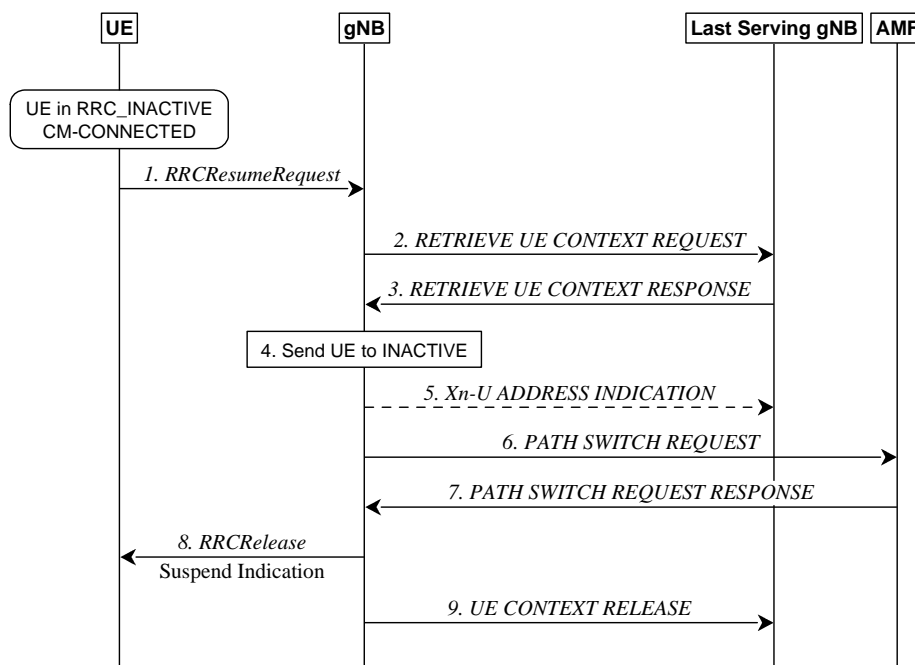 UE
gNB
Last Serving gNB
AMF
UE in RRC_INACTIVE
CM-CONNECTED
1. RRCResumeRequest
2. RETRIEVE UE CONTEXT REQUEST
3. RETRIEVE UE CONTEXT RESPONSE
4. Send UE to INACTIVE
5. Xn-U ADDRESS INDICATION
6. PATH SWITCH REQUEST
7. PATH SWITCH REQUEST RESPONSE
8. RRCRelease
Suspend Indication
9. UE CONTEXT RELEASE